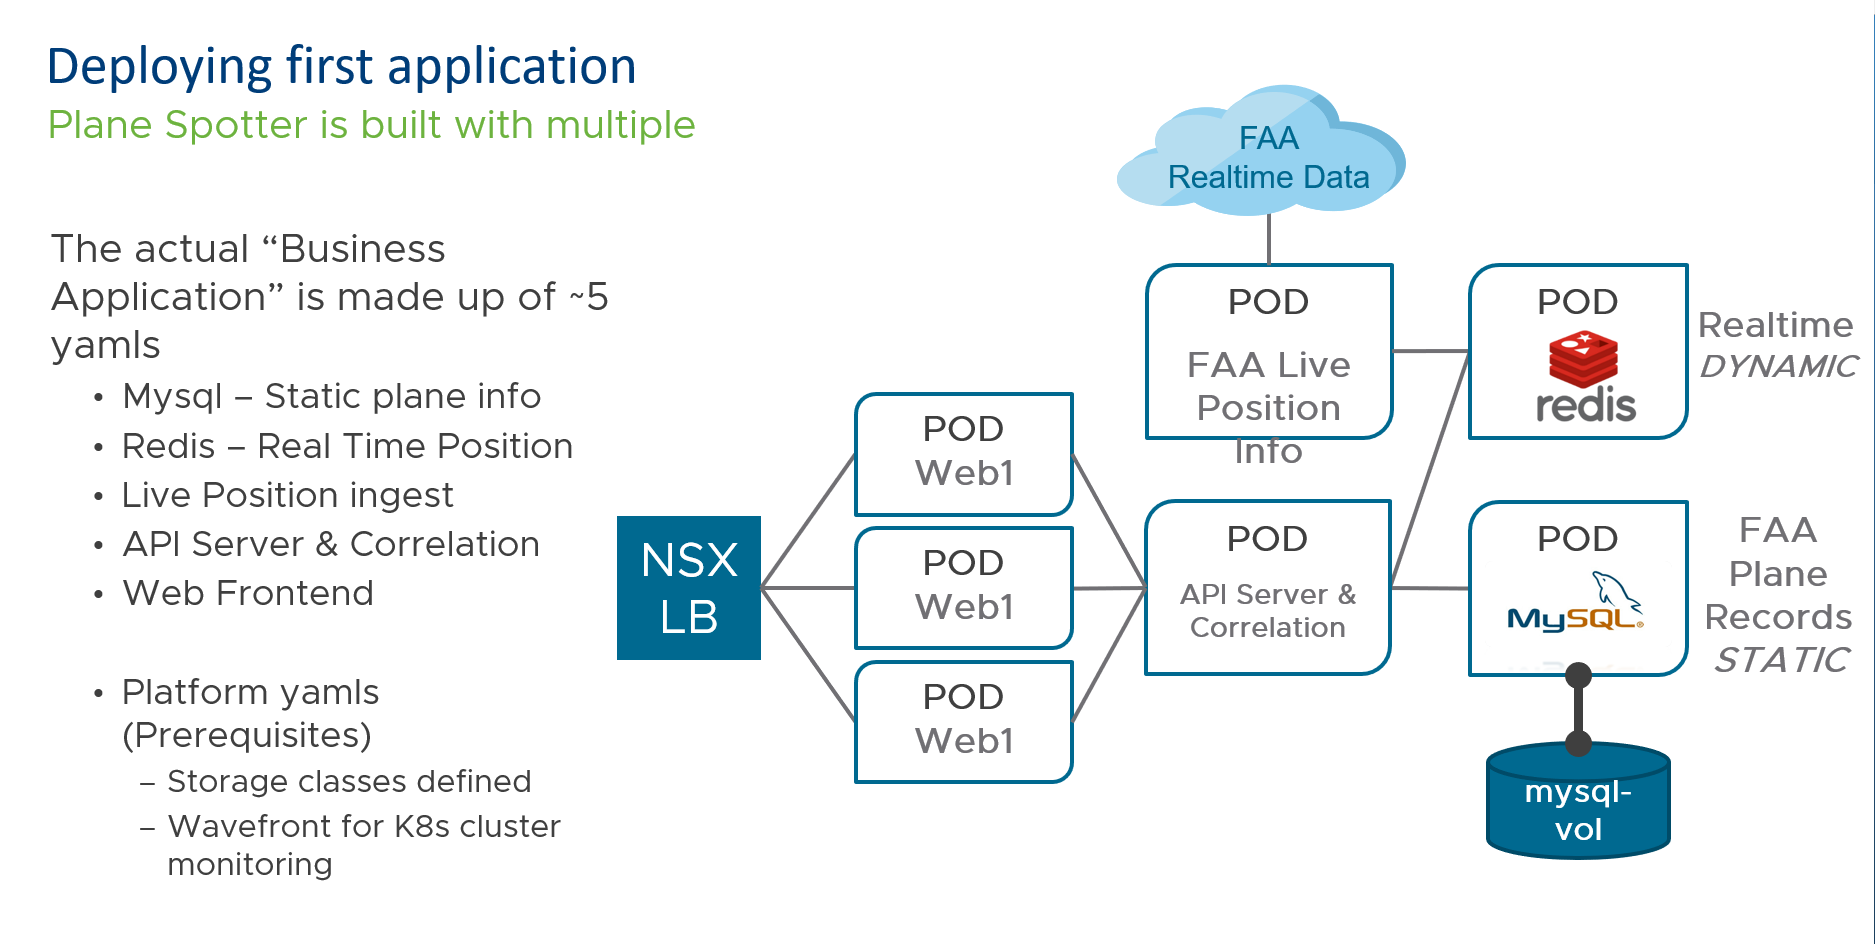 Deploying first application
Plane Spotter is built with multiple
The actual “Business
Application” is made up of ~5
yamls
• Mysql – Static plane info
• Redis – Real Time Position
• Live Position ingest
• API Server & Correlation
• Web Frontend
• Platform yamls
(Prerequisites)
– Storage classes defined
– Wavefront for K8s cluster
monitoring
NSX
LB
POD
Web1
POD
Web1
POD
Web1
FAA
Realtime Data
POD
FAA Live
Position
Info
POD
API Server &
Correlation
POD
redis
Realtime
DYNAMIC
POD
MySQL®
FAA
Plane
Records
STATIC
mysql-
vol